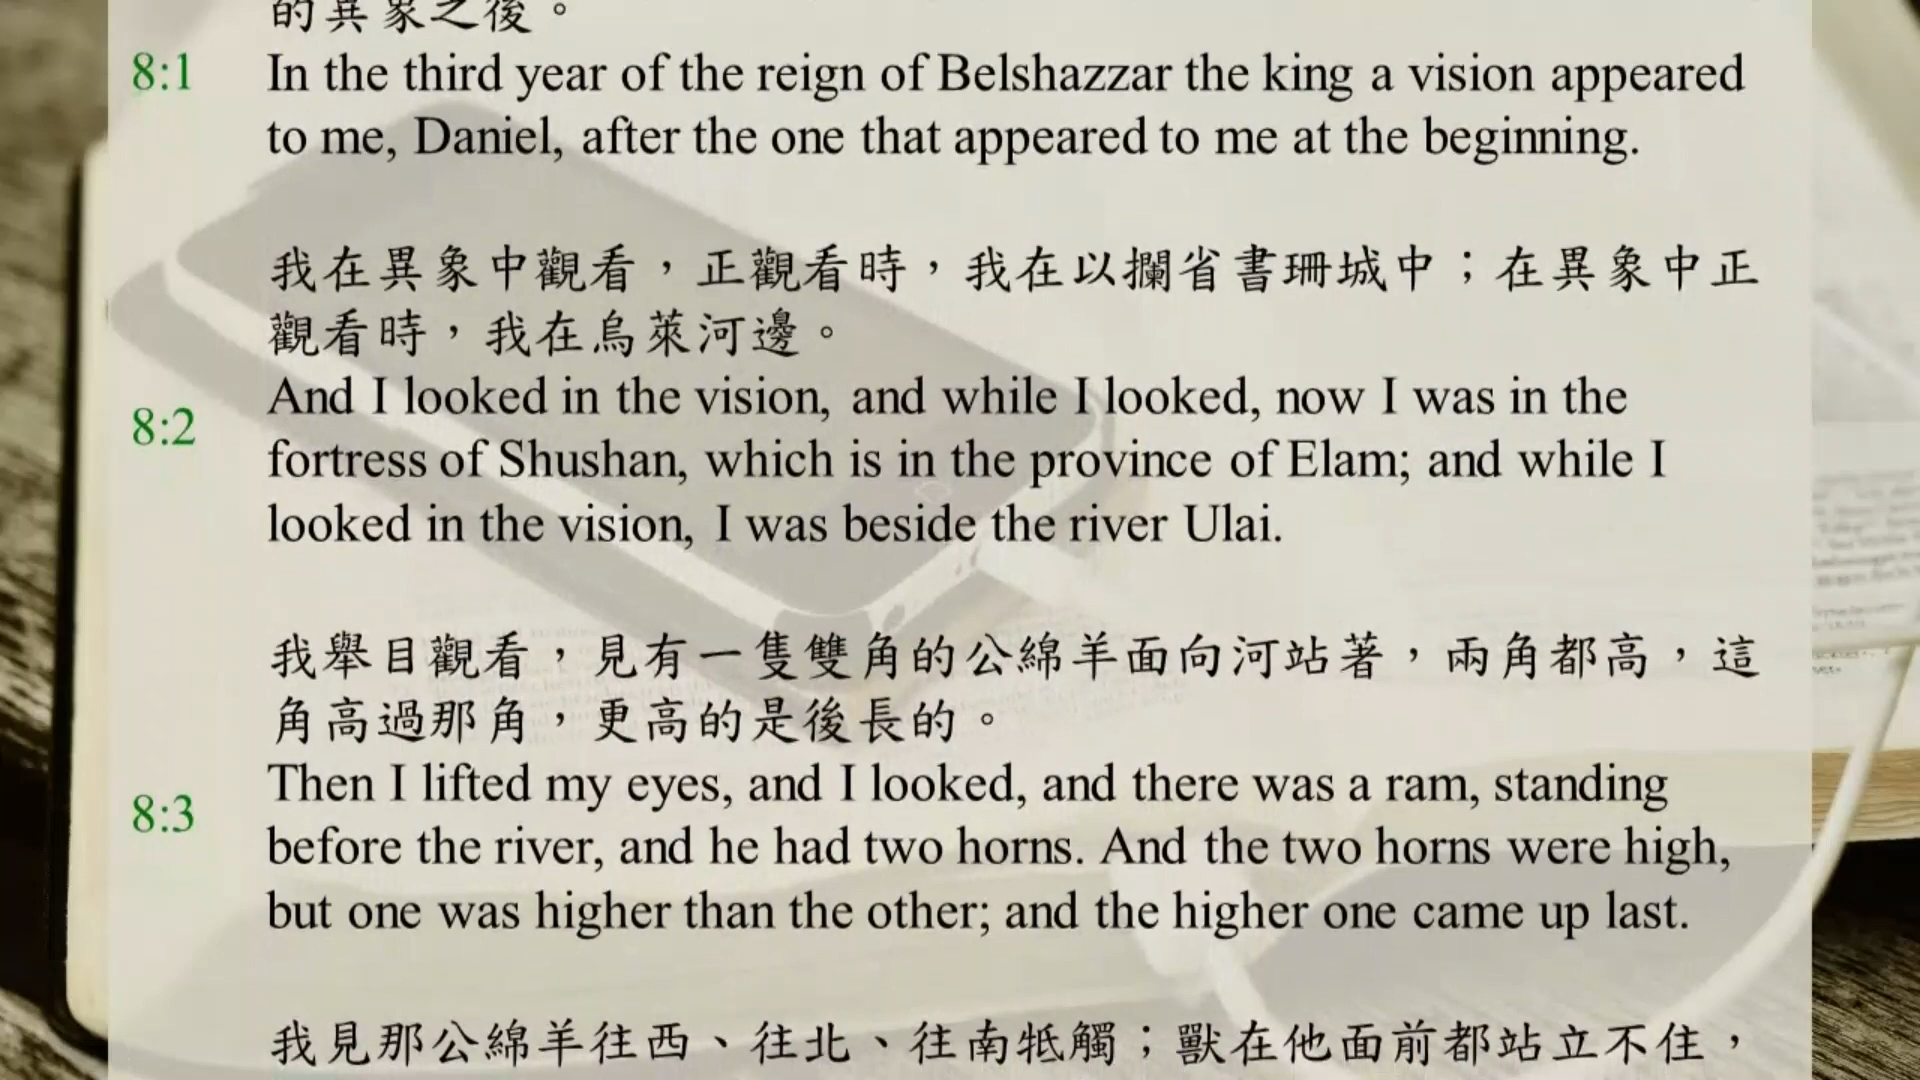 的異象之後。
8:1 In the third year of the reign of Belshazzar the king a vision appeared
to me, Daniel, after the one that appeared to me at the beginning.
我在異象中觀看，正觀看時，我在以攔省書珊城中；在異象中正
觀看時，我在烏萊河邊。
And I looked in the vision, and while I looked, now I was in the
8:2
fortress of Shushan, which is in the province of Elam; and while I
looked in the vision, I was beside the river Ulai.
我舉目觀看，見有一隻雙角的公綿羊面向河站著，兩角都高，這
角高過那角，更高的是後長的。
Then I lifted my eyes, and I looked, and there was a ram, standing
8:3
before the river, and he had two horns. And the two horns were high,
but one was higher than the other; and the higher one came up last.
我見那公綿羊往西、往北、往南牴觸；獸在他面前都站立不住，